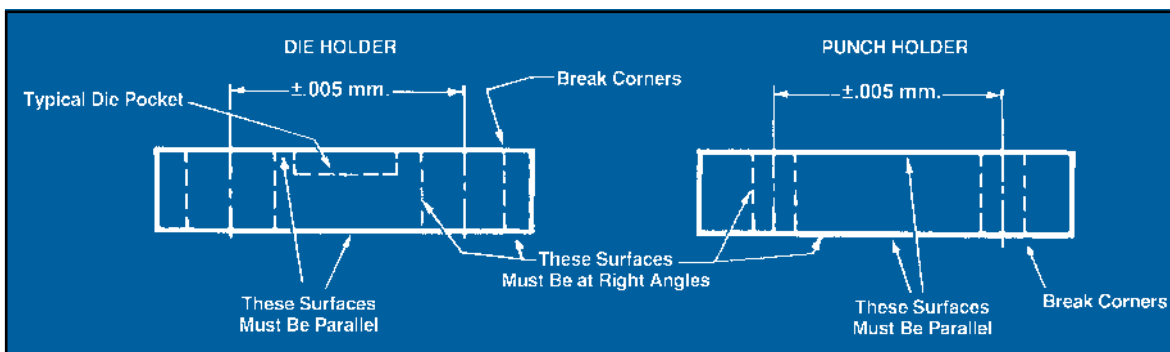 DIE HOLDER
PUNCH HOLDER
Break Corners
±.005 mm.
±.005 mm.
Typical Die Pocket
These Surfaces
Must Be at Right Angles
These Surfaces
Must Be Parallel
These Surfaces
Must Be Parallel
Break Corners